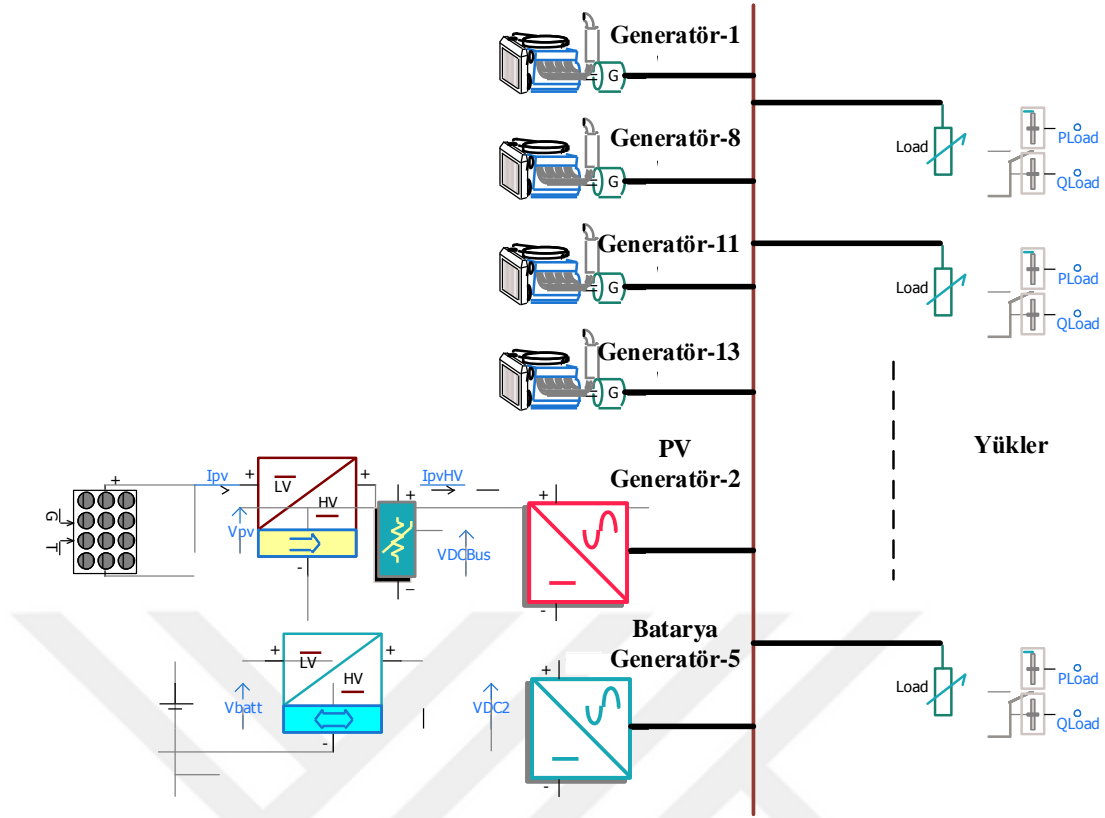 Generatör-1
G
Load
PLoad
QLoad
Generatör-8
G
Generatör-11
G
Load
PLoad
QLoad
Generatör-13
G
Yükler
PV
Generatör-2
G
T
+
Ipv
+
LV
HV
+
-
Vpv
IpvHV
+
-
VDCBus
+
-
Batarya
Generatör-5
+
LV
HV
+
-
Vbatt
VDC2
+
-
Load
PLoad
QLoad